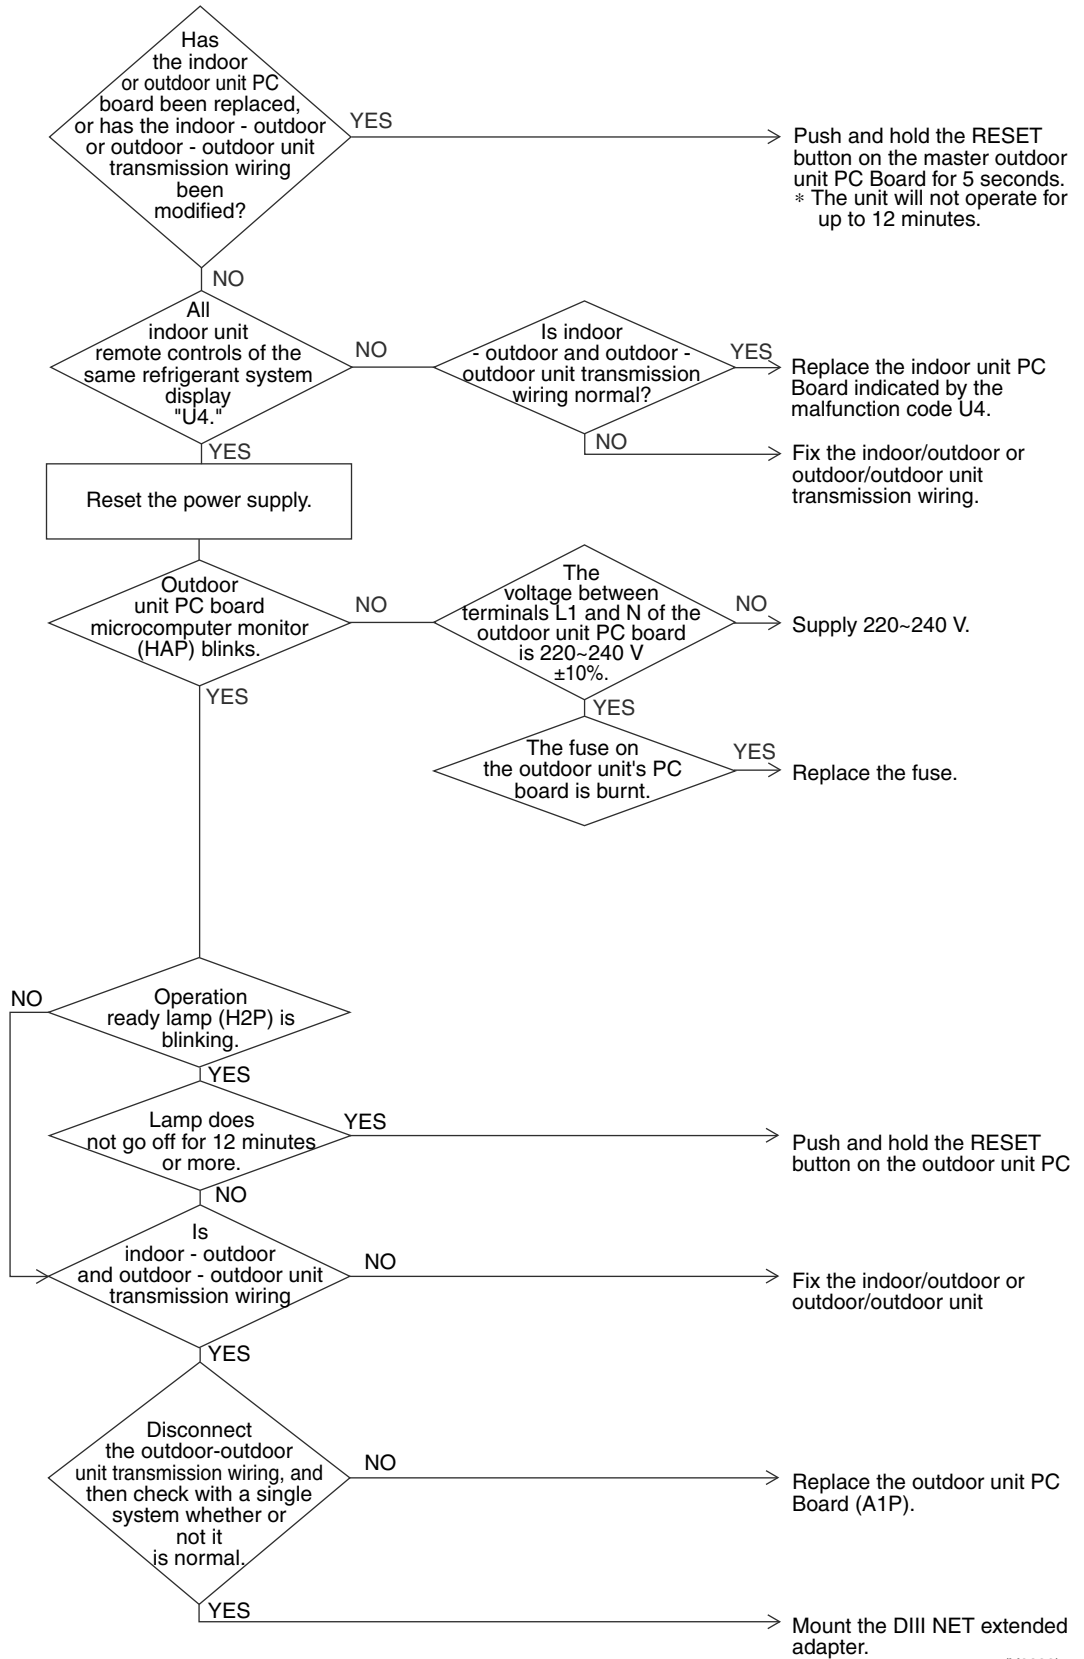 Has
the indoor
or outdoor unit PC
board been replaced,
or has the indoor - outdoor
or outdoor - outdoor unit
transmission wiring
been
modified?
YES
Push and hold the RESET
button on the master outdoor
unit PC Board for 5 seconds.
* The unit will not operate for
up to 12 minutes.
NO
All
indoor unit
remote controls of the
same refrigerant system
display
"U4."
NO
Is indoor
- outdoor and outdoor -
outdoor unit transmission
wiring normal?
YES
Replace the indoor unit PC
Board indicated by the
malfunction code U4.
NO
Fix the indoor/outdoor or
outdoor/outdoor unit
transmission wiring.
YES
Reset the power supply.
Outdoor
unit PC board
microcomputer monitor
(HAP) blinks.
NO
The
voltage between
terminals L1 and N of the
outdoor unit PC board
is 220~240 V
±10%.
NO
Supply 220~240 V.
YES
The fuse on
the outdoor unit's PC
board is burnt.
YES
Replace the fuse.
YES
Operation
ready lamp (H2P) is
blinking.
NO
YES
Lamp does
not go off for 12 minutes
or more.
YES
Push and hold the RESET
button on the outdoor unit PC
NO
Is
indoor - outdoor
and outdoor - outdoor unit
transmission wiring
NO
Fix the indoor/outdoor or
outdoor/outdoor unit
YES
Disconnect
the outdoor-outdoor
unit transmission wiring, and
then check with a single
system whether or
not it
is normal.
NO
Replace the outdoor unit PC
Board (A1P).
YES
Mount the DIII NET extended
adapter.